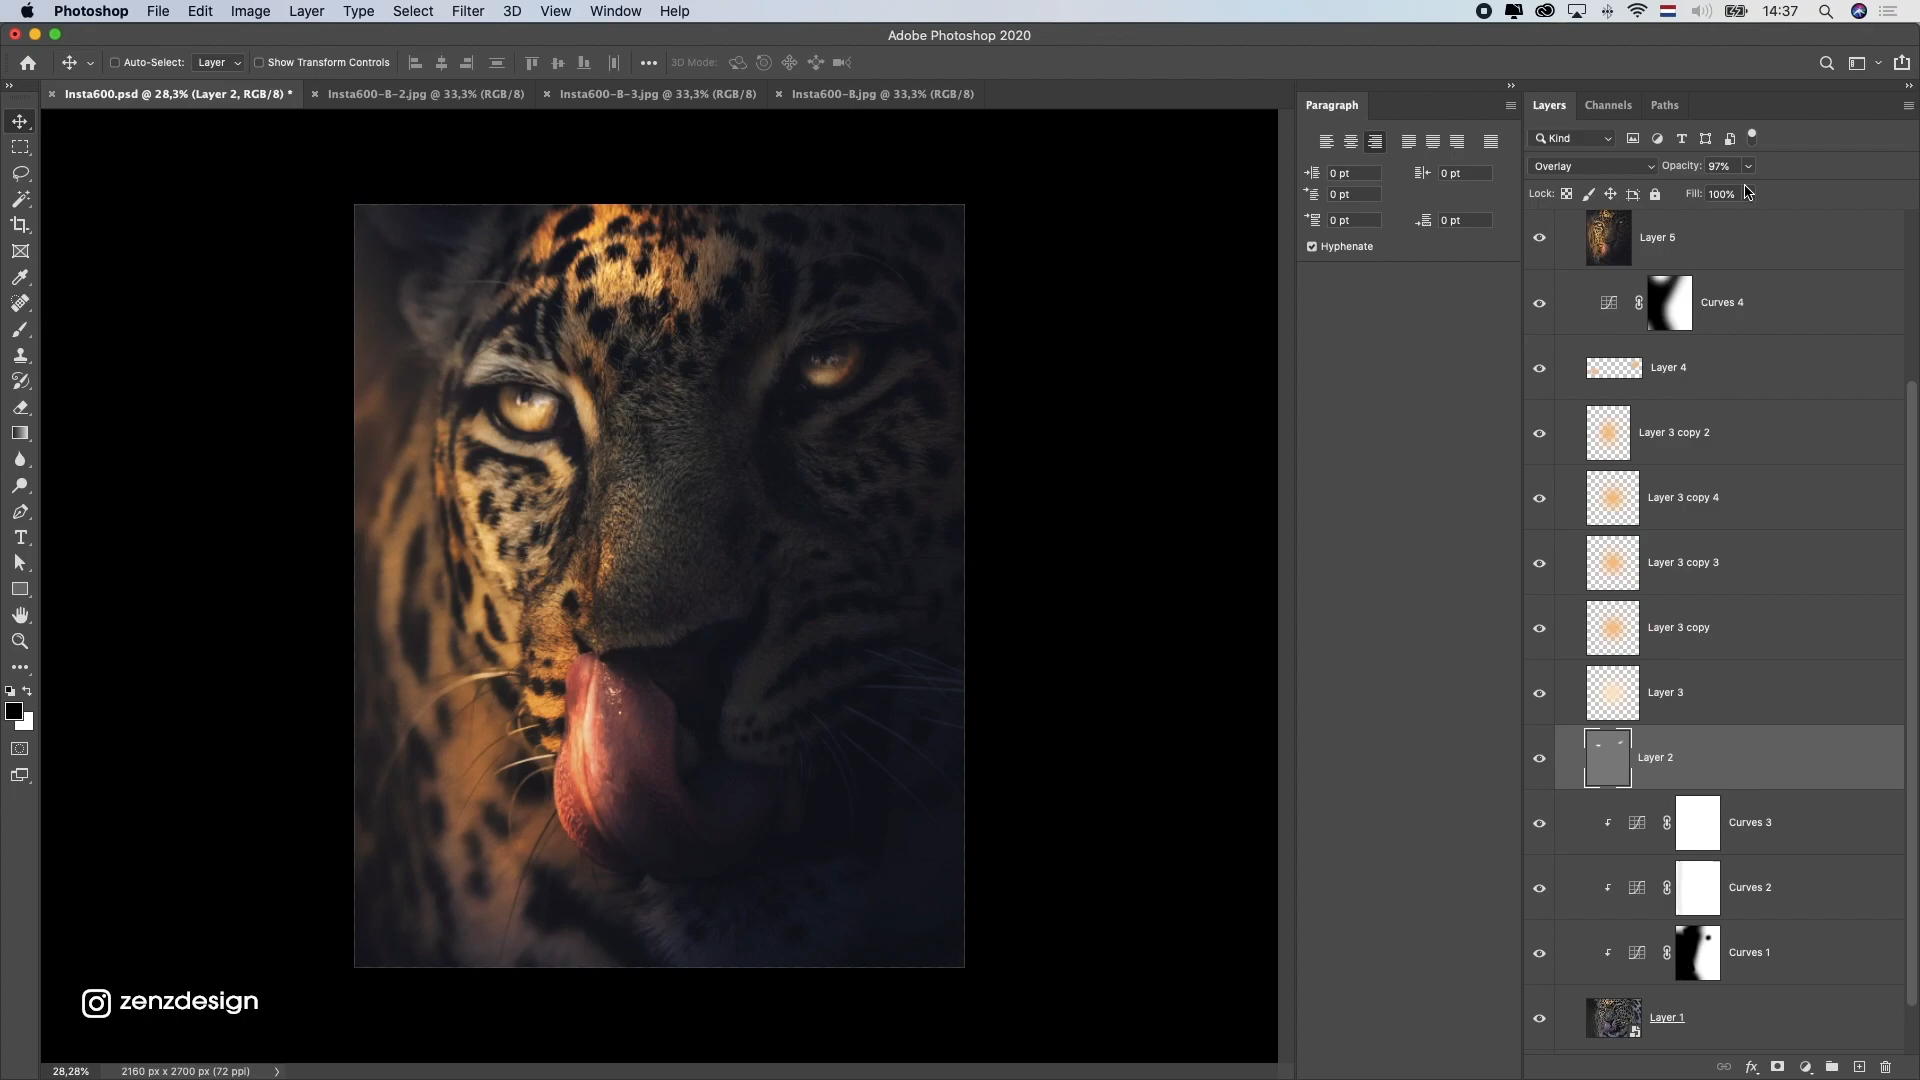 Photoshop File Edit Image Layer Type Select Filter 3D View Window Help 14:37
Adobe Photoshop 2020
Auto-Select: Layer Show Transform Controls 3D Mode:
Insta600.psd @ 28,3% (Layer 2, RGB/8) * Insta600-B-2.jpg @ 33,3% (RGB/8) Insta600-B-3.jpg @ 33,3% (RGB/8) Insta600-B.jpg @ 33,3% (RGB/8)
Paragraph
0 pt 0 pt
0 pt
0 pt 0 pt
Hyphenate
Layers Channels Paths
Kind
Overlay Opacity: 97%
Lock: Fill: 100%
Layer 5
Curves 4
Layer 4
Layer 3 copy 2
Layer 3 copy 4
Layer 3 copy 3
Layer 3 copy
Layer 3
Layer 2
Curves 3
Curves 2
Curves 1
Layer 1
zenzdesign
28,28% 2160 px x 2700 px (72 ppi)